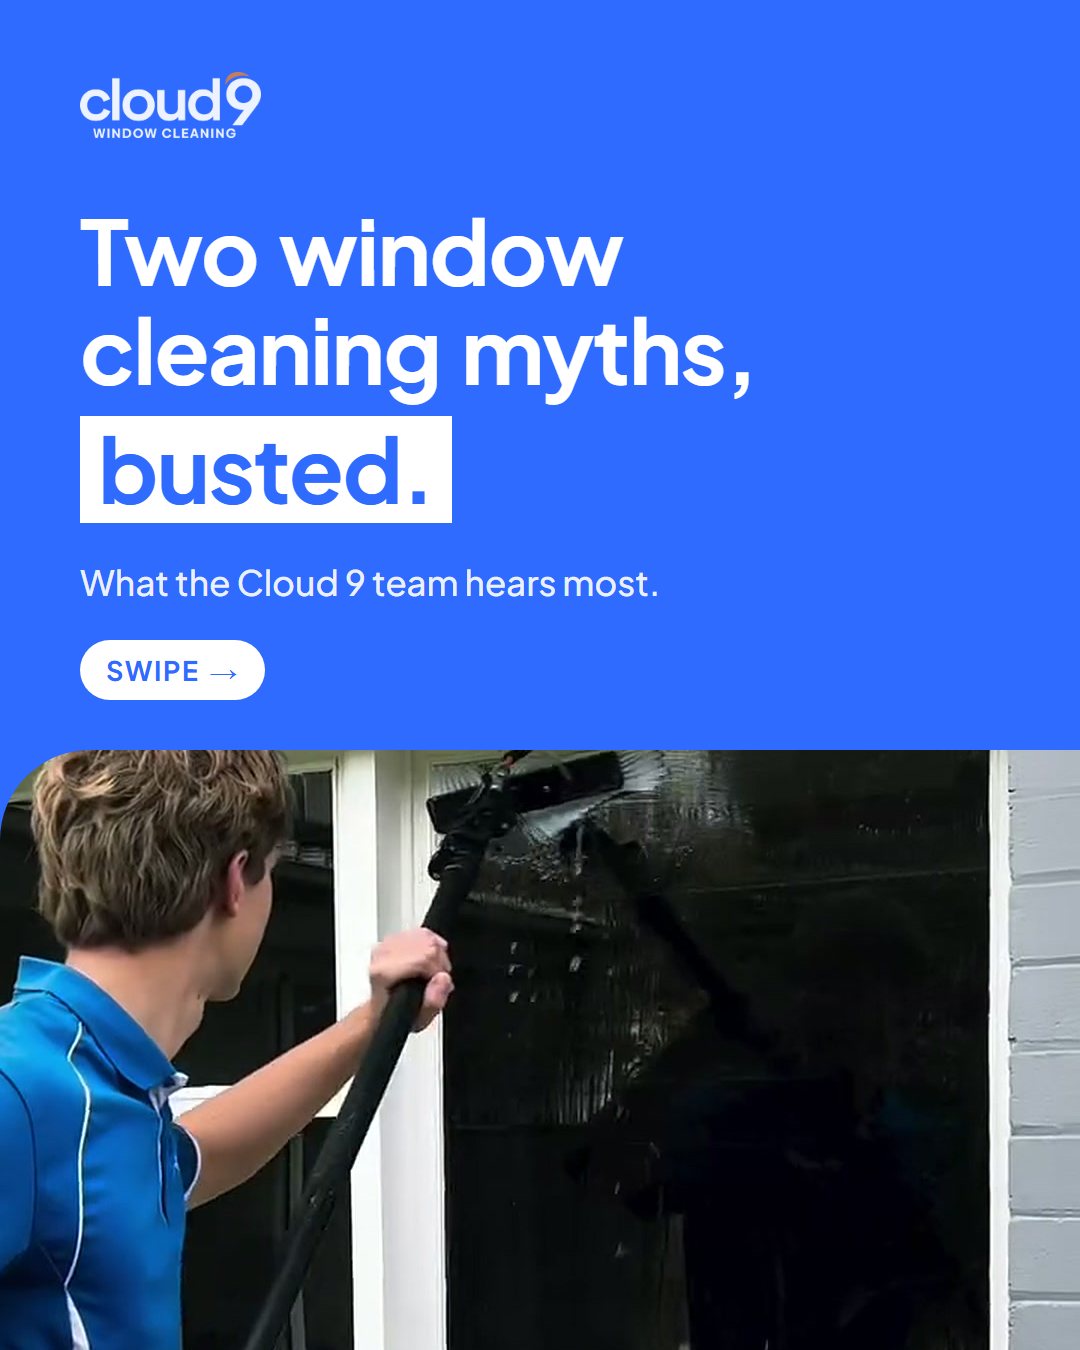 cloud9
WINDOW CLEANING
Two window
cleaning myths,
busted.
What the Cloud 9 team hears most.
SWIPE →